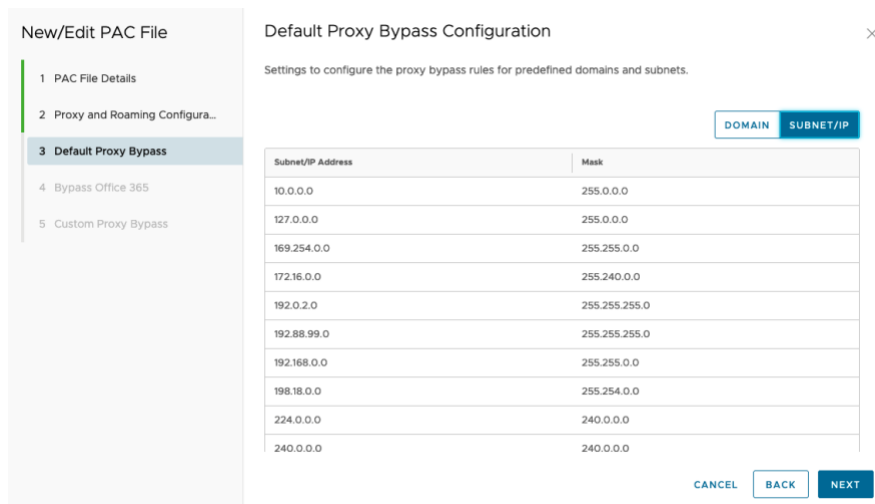 New/Edit PAC File
1 PAC File Details
2 Proxy and Roaming Configura...
3 Default Proxy Bypass
4 Bypass Office 365
5 Custom Proxy Bypass
Default Proxy Bypass Configuration
Settings to configure the proxy bypass rules for predefined domains and subnets.
DOMAIN SUBNET/IP
Subnet/IP Address Mask
10.0.0.0 255.0.0.0
127.0.0.0 255.0.0.0
169.254.0.0 255.255.0.0
172.16.0.0 255.240.0.0
192.0.2.0 255.255.255.0
192.88.99.0 255.255.255.0
192.168.0.0 255.255.0.0
198.18.0.0 255.254.0.0
224.0.0.0 240.0.0.0
240.0.0.0 240.0.0.0
CANCEL BACK NEXT